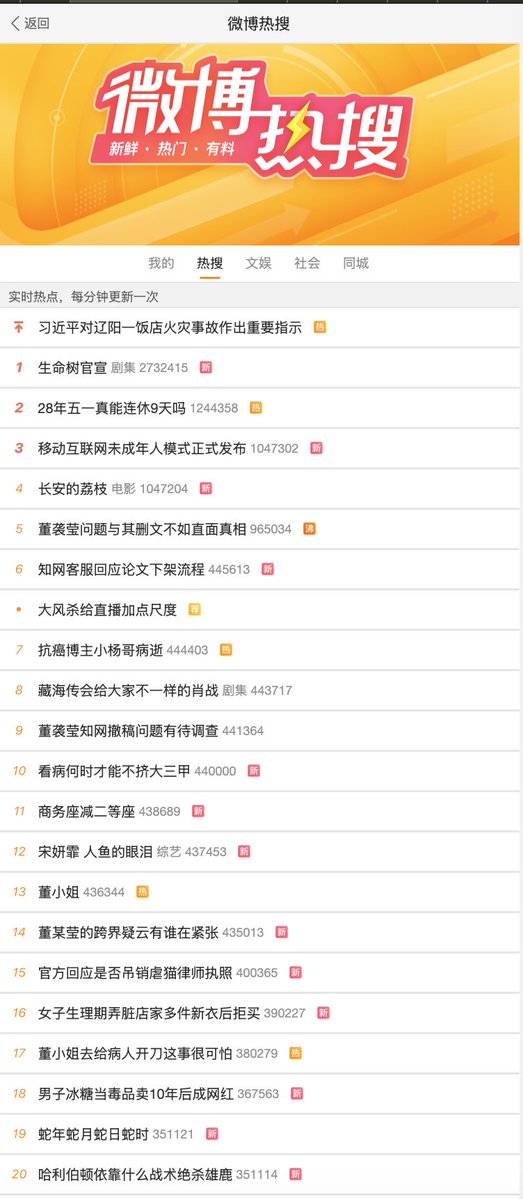 返回
微博热搜
微博热搜
新鲜·热门·有料
我的 热搜 文娱 社会 同城
实时热点，每分钟更新一次
习近平对辽阳一饭店火灾事故作出重要指示 热
1 生命树官宣 剧集 2732415 新
2 28年五一真能连休9天吗 1244358 热
3 移动互联网未成年人模式正式发布 1047302 新
4 长安的荔枝 电影 1047204 新
5 董袭莹问题与其删文不如直面真相 965034 沸
6 知网客服回应论文下架流程 445613 新
• 大风杀给直播加点尺度 荐
7 抗癌博主小杨哥病逝 444403 热
8 藏海传会给大家不一样的肖战 剧集 443717
9 董袭莹知网撤稿问题有待调查 441364
10 看病何时才能不挤大三甲 440000 新
11 商务座减二等座 438689 新
12 宋妍霏 人鱼的眼泪 综艺 437453 新
13 董小姐 436344 热
14 董某莹的跨界疑云有谁在紧张 435013 新
15 官方回应是否吊销虐猫律师执照 400365 新
16 女子生理期弄脏店家多件新衣后拒买 390227 新
17 董小姐去给病人开刀这事很可怕 380279 热
18 男子冰糖当毒品卖10年后成网红 367563 新
19 蛇年蛇月蛇日蛇时 351121 新
20 哈利伯顿依靠什么战术绝杀雄鹿 351114 新